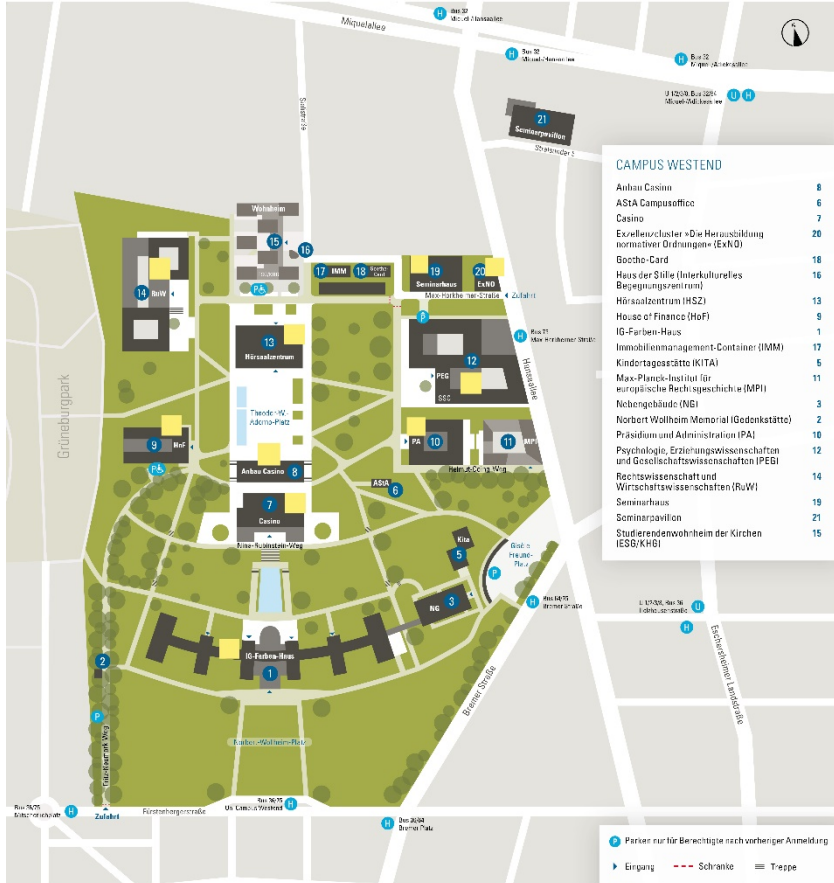 Miquelallee
Bus 32
Miquel-/Hansaallee
H
H
Bus 32
Miquel-/Hansaallee
H
Bus 32
Miquel-/Adickesallee
U 1/2/3/8, Bus 32/64
Miquel-/Adickesallee
U
H
21
Seminarpavillon
CAMPUS WESTEND
Anbau Casino 8
AStA Campusoffice 6
Casino 7
Exzellenzcluster »Die Herausbildung
normativer Ordnungen« (ExNO) 20
Goethe-Card 18
Haus der Stille (Interkulturelles
Begegnungszentrum) 16
Hörsaalzentrum (HSZ) 13
House of Finance (HoF) 9
IG-Farben-Haus 1
Immobilienmanagement-Container (IMM) 17
Kindertagesstätte (KITA) 5
Max-Planck-Institut für
europäische Rechtsgeschichte (MPI) 11
Nebengebäude (NG) 3
Norbert Wollheim Memorial (Gedenkstätte) 2
Präsidium und Administration (PA) 10
Psychologie, Erziehungswissenschaften
und Gesellschaftswissenschaften (PEG) 12
Rechtswissenschaft und
Wirtschaftswissenschaften (RuW) 14
Seminarhaus 19
Seminarpavillon 21
Studierendenwohnheim der Kirchen
(ESG/KHG) 15
Wohnheim
15
16
17 IMM
18 Goethe-Card
19
Seminarhaus
20
ExNO
Max-Horkheimer-Straße
Zufahrt
14 RuW
P
P
13
Hörsaalzentrum
H
Bus 32
12
PEG
SSC
Hansaallee
Grüneburgpark
Theodor-W.-
Adorno-Platz
9 HoF
P
PA 10
11 MPI
Anbau Casino 8
AStA
6
7
Casino
Nina-Rubinstein-Weg
Kita
5
Gisèle-
Freund-
Platz
P
NG 3
H
Bus 64/75
Bremer Straße
U 1/2/3/8, Bus 36
Holzhausenstraße
U
H
Eschersheimer Landstraße
IG-Farben-Haus
1
2
P
Fritz-Neumark-Weg
Norbert-Wollheim-Platz
Bremer Straße
Bus 36/75
H
Zufahrt
Fürstenbergerstraße
Bus 36/75
Uni Campus Westend
H
H
Bus 36/64
Bremer Platz
P Parken nur für Berechtigte nach vorheriger Anmeldung
Eingang Schranke Treppe